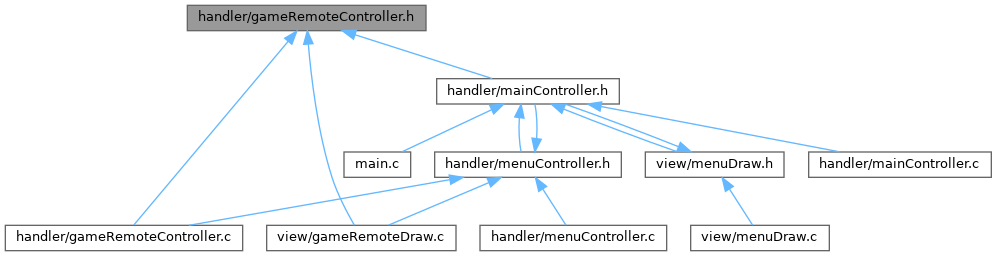 handler/gameRemoteController.h
handler/mainController.h
main.c
handler/menuController.h
view/menuDraw.h
handler/mainController.c
handler/gameRemoteController.c
view/gameRemoteDraw.c
handler/menuController.c
view/menuDraw.c